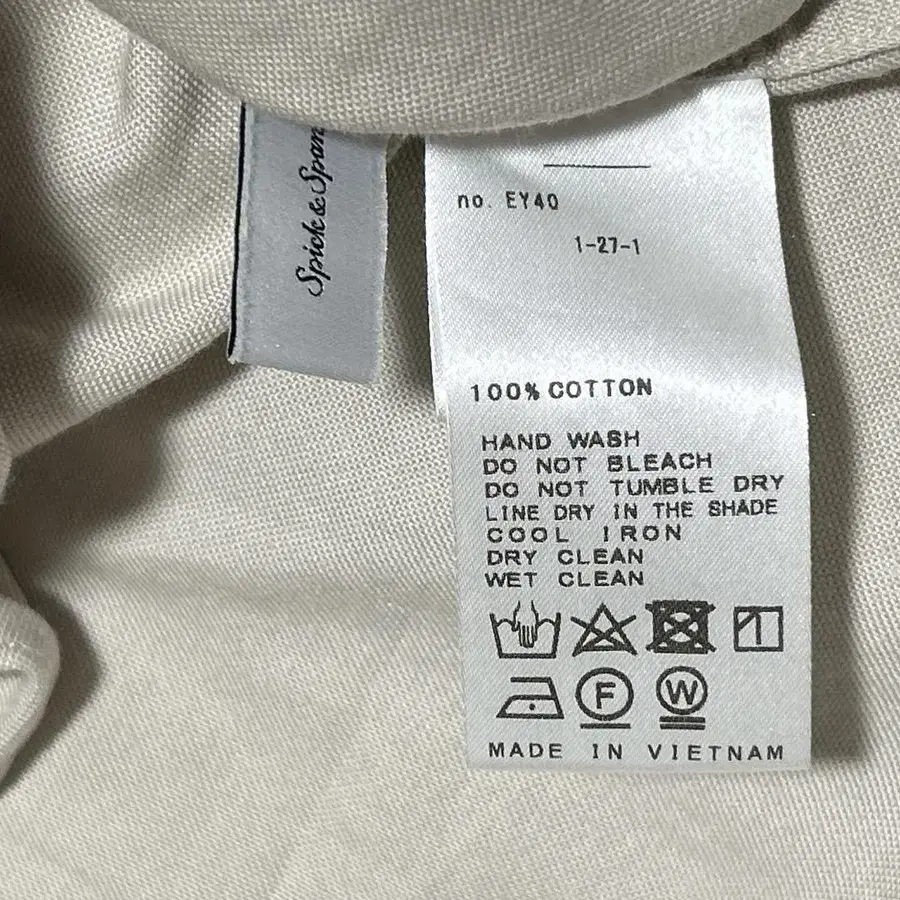 Spick & Span
no. EY40
1-27-1
100% COTTON
HAND WASH
DO NOT BLEACH
DO NOT TUMBLE DRY
LINE DRY IN THE SHADE
COOL IRON
DRY CLEAN
WET CLEAN
F
W
MADE IN VIETNAM